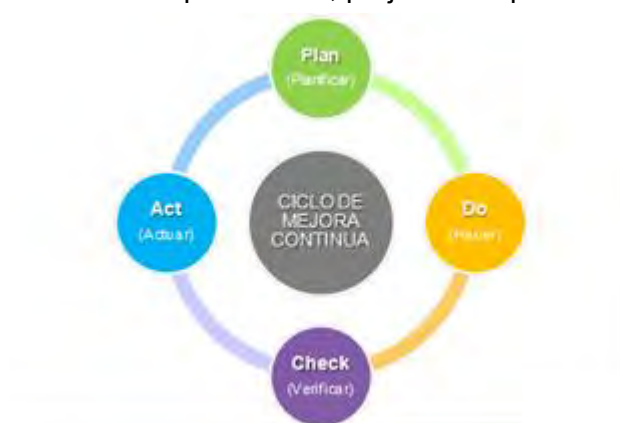 Plan
(Planificar)
Act
(Actuar)
CICLO DE
MEJORA
CONTINUA
Do
(Hacer)
Check
(Verificar)